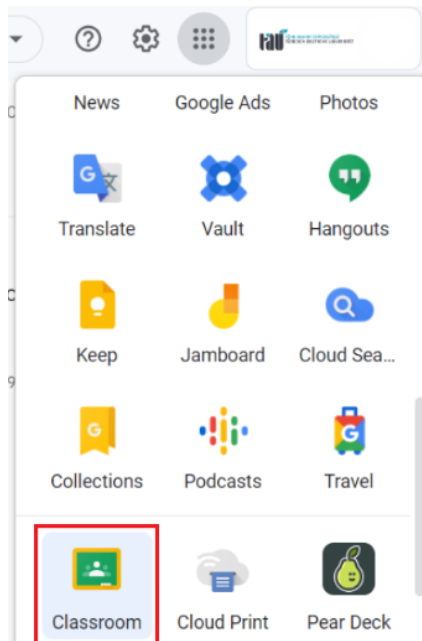 tau
News Google Ads Photos
Translate Vault Hangouts
Keep Jamboard Cloud Sea...
Collections Podcasts Travel
Classroom Cloud Print Pear Deck